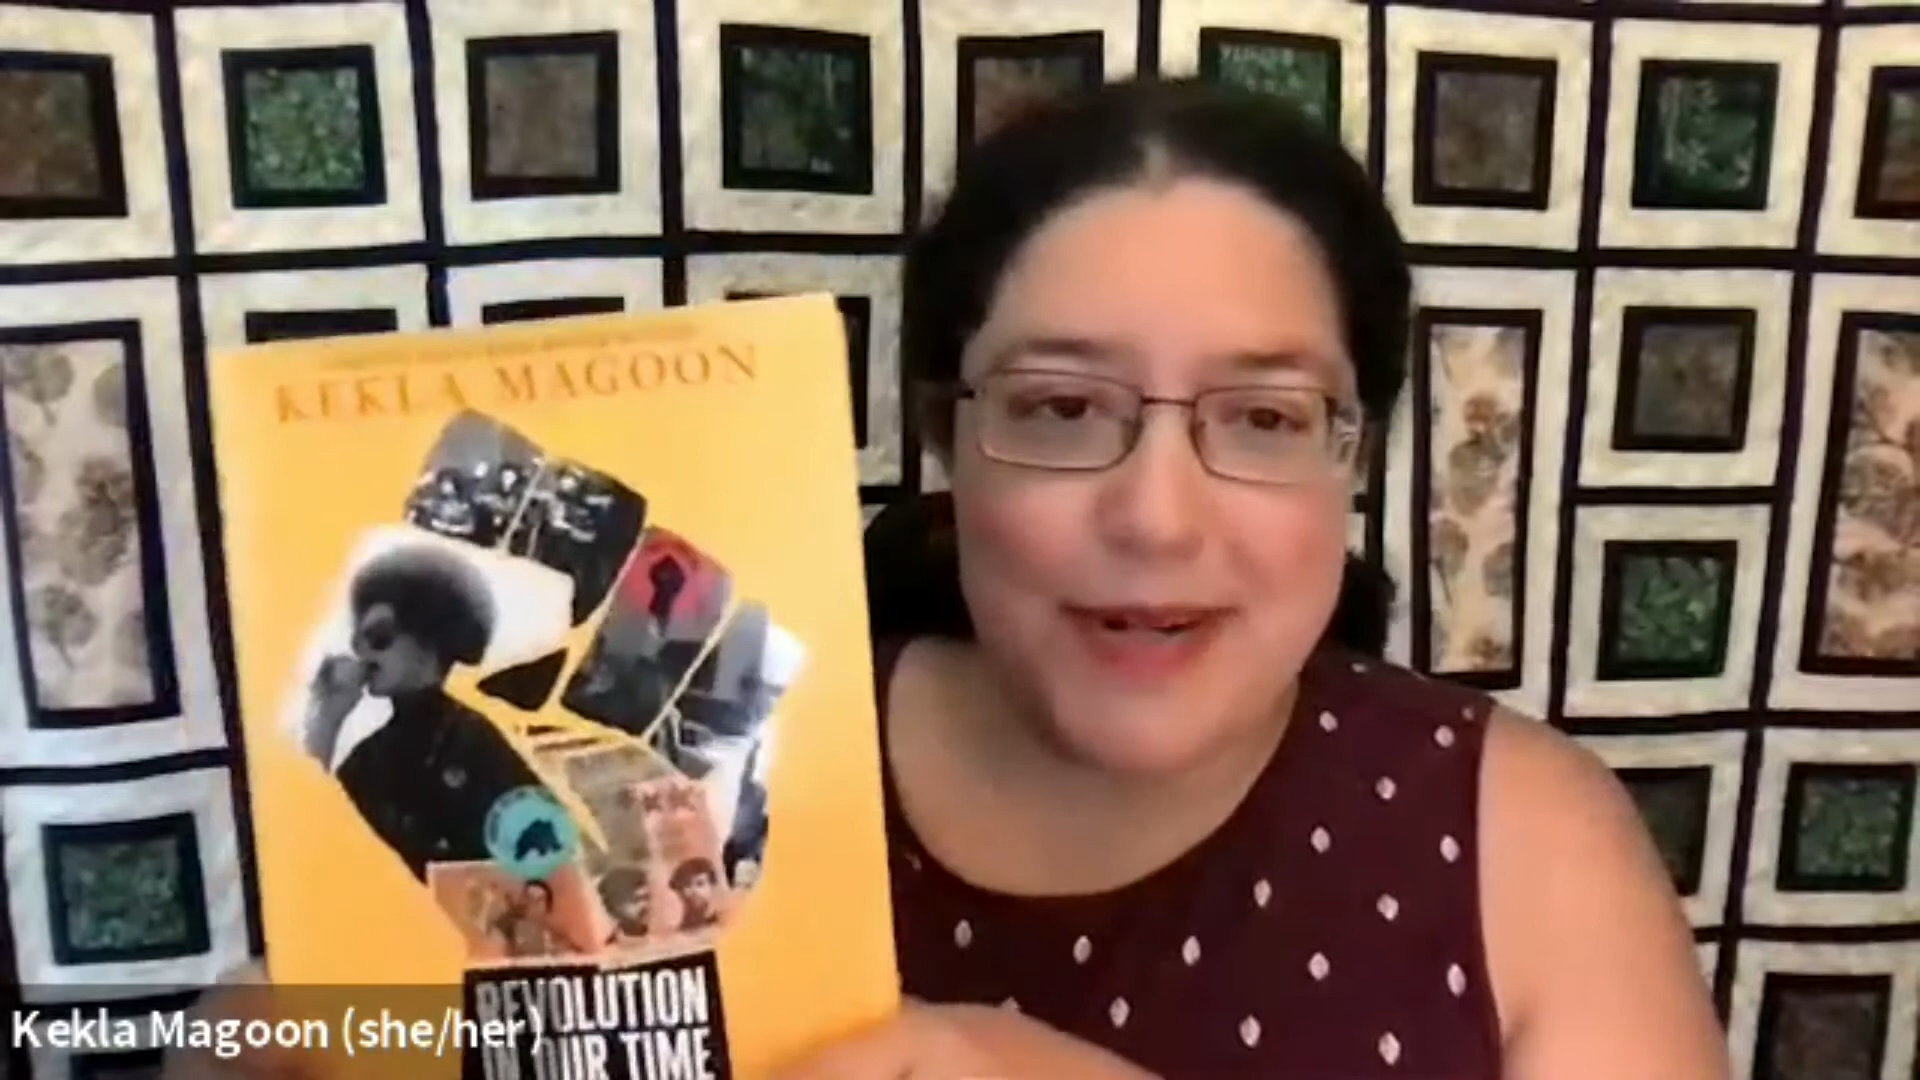 KEKLA MAGOON
REVOLUTION
IN OUR TIME
Kekla Magoon (she/her)